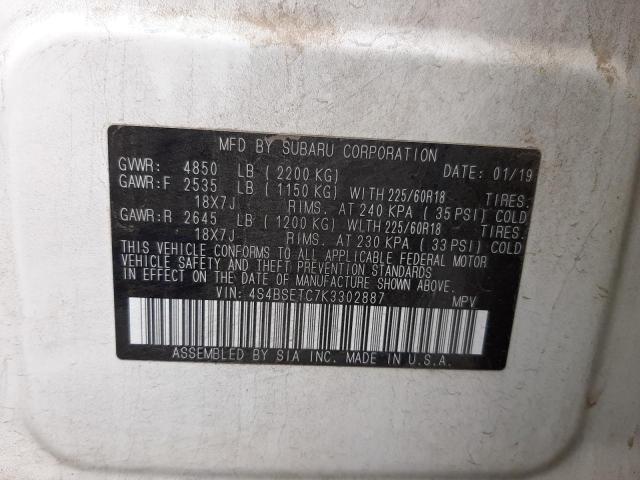 MFD BY SUBARU CORPORATION
GVWR: 4850 LB (2200 KG) DATE: 01/19
GAWR:F 2535 LB (1150 KG) WITH 225/60R18 TIRES.
18X7J RIMS. AT 240 KPA (35 PSI) COLD
GAWR:R 2645 LB (1200 KG) WITH 225/60R18 TIRES.
18X7J RIMS. AT 230 KPA (33 PSI) COLD
THIS VEHICLE CONFORMS TO ALL APPLICABLE FEDERAL MOTOR
VEHICLE SAFETY AND THEFT PREVENTION STANDARDS
IN EFFECT ON THE DATE OF MANUFACTURE SHOWN ABOVE.
VIN: 4S4BSETC7K3302887 MPV
ASSEMBLED BY SIA INC. MADE IN U.S.A.